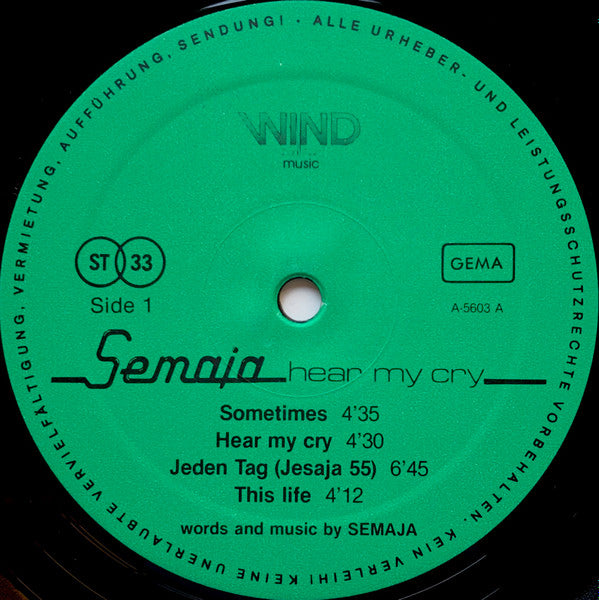 ALLE URHEBER- UND LEISTUNGSSCHUTZRECHTE VORBEHALTEN. KEIN VERLEIH! KEINE UNERLAUBTE VERVIELFÄLTIGUNG, VERMIETUNG, AUFFÜHRUNG, SENDUNG! ·
WIND
music
ST 33
GEMA
Side 1
A-5603 A
Semaja hear my cry
Sometimes 4'35
Hear my cry 4'30
Jeden Tag (Jesaja 55) 6'45
This life 4'12
words and music by SEMAJA